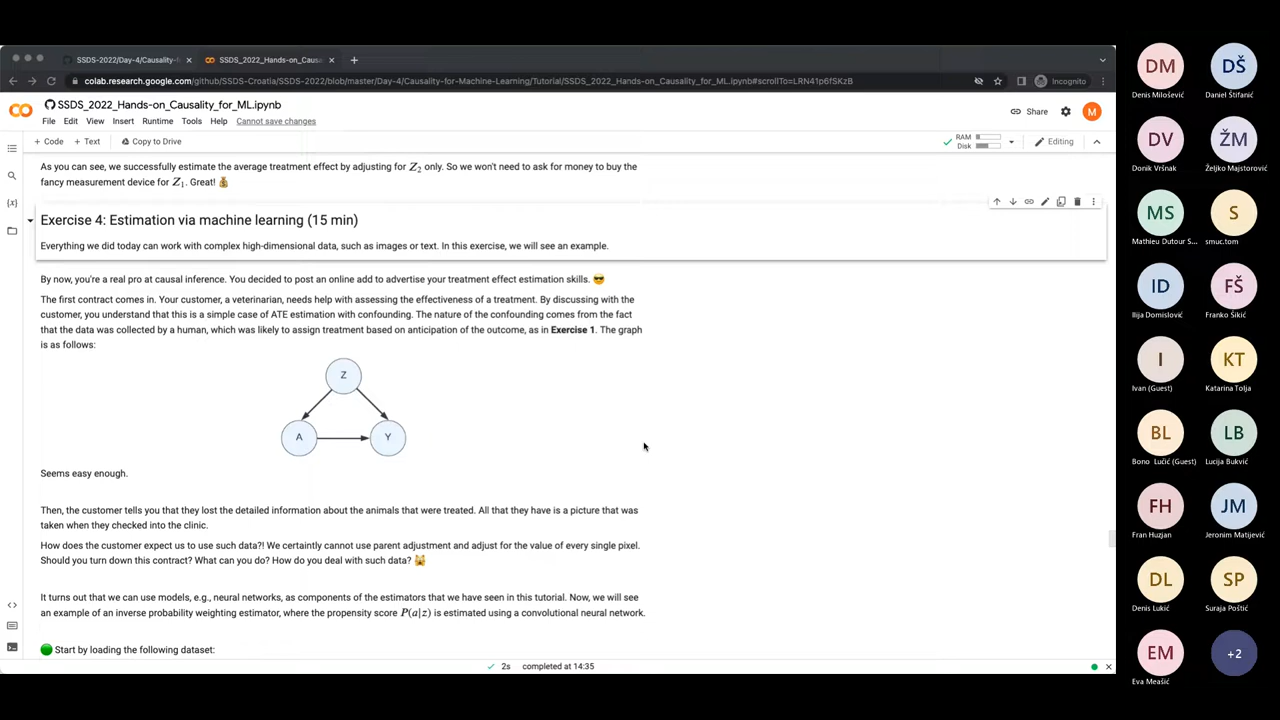 SSDS-2022/Day-4/Causality-f
SSDS_2022_Hands-on_Causality_
colab.research.google.com/github/SSDS-Croatia/SSDS-2022/blob/master/Day-4/Causality-for-Machine-Learning/Tutorial/SSDS_2022_Hands-on_Causality_for_ML.ipynb#scrollTo=LRN41p6fSKzB
Incognito
SSDS_2022_Hands-on_Causality_for_ML.ipynb
File Edit View Insert Runtime Tools Help Cannot save changes
Share
M
+ Code + Text Copy to Drive
RAM
Disk
Editing
As you can see, we successfully estimate the average treatment effect by adjusting for Z₂ only. So we won't need to ask for money to buy the
fancy measurement device for Z₁. Great! 💰
Exercise 4: Estimation via machine learning (15 min)
Everything we did today can work with complex high-dimensional data, such as images or text. In this exercise, we will see an example.
By now, you're a real pro at causal inference. You decided to post an online add to advertise your treatment effect estimation skills. 😎
The first contract comes in. Your customer, a veterinarian, needs help with assessing the effectiveness of a treatment. By discussing with the
customer, you understand that this is a simple case of ATE estimation with confounding. The nature of the confounding comes from the fact
that the data was collected by a human, which was likely to assign treatment based on anticipation of the outcome, as in Exercise 1. The graph
is as follows:
Z
A
Y
Seems easy enough.
Then, the customer tells you that they lost the detailed information about the animals that were treated. All that they have is a picture that was
taken when they checked into the clinic.
How does the customer expect us to use such data?! We certaintly cannot use parent adjustment and adjust for the value of every single pixel.
Should you turn down this contract? What can you do? How do you deal with such data? 🙀
It turns out that we can use models, e.g., neural networks, as components of the estimators that we have seen in this tutorial. Now, we will see
an example of an inverse probability weighting estimator, where the propensity score P(a|z) is estimated using a convolutional neural network.
🟢 Start by loading the following dataset:
2s completed at 14:35
DM
Denis Milošević
DŠ
Daniel Štifanić
DV
Donik Vršnak
ŽM
Željko Majstorović
MS
Mathieu Dutour S...
S
smuc.tom
ID
Ilija Domislović
FŠ
Franko Šikić
I
Ivan (Guest)
KT
Katarina Tolja
BL
Bono Lučić (Guest)
LB
Lucija Bukvić
FH
Fran Huzjan
JM
Jeronim Matijević
DL
Denis Lukić
SP
Suraja Poštić
EM
Eva Meašić
+2